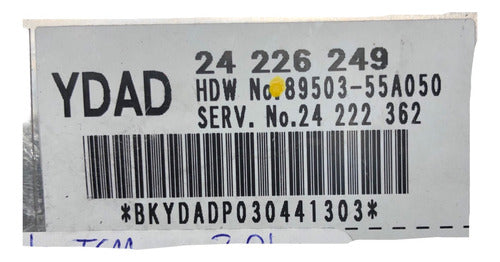 24 226 249
YDAD
HDW No.89503-55A050
SERV. No.24 222 362
*BKYDADP030441303*